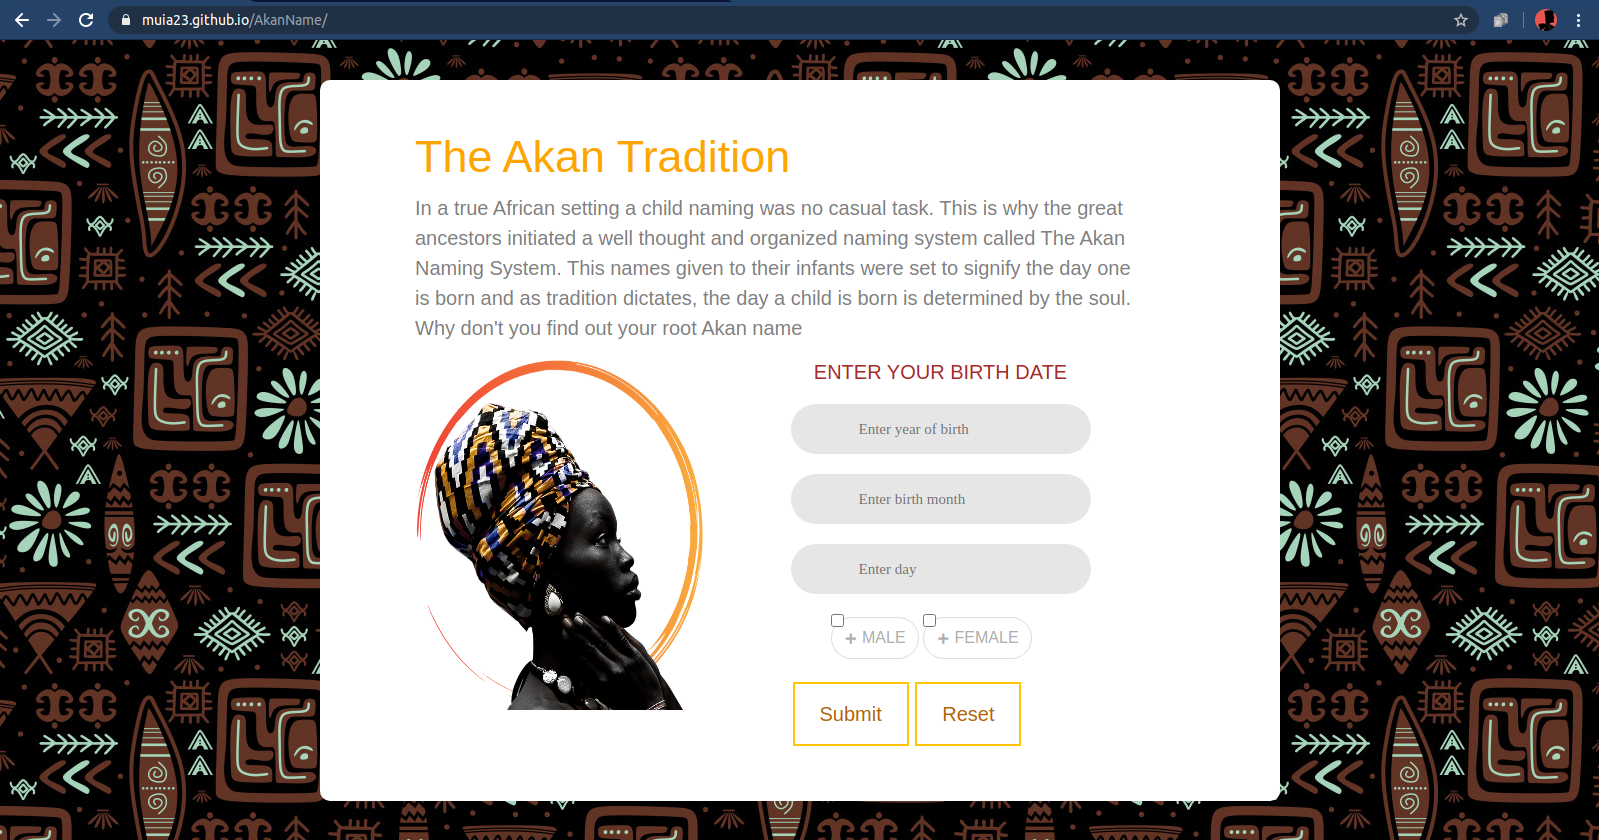 muia23.github.io/AkanName/
The Akan Tradition
In a true African setting a child naming was no casual task. This is why the great
ancestors initiated a well thought and organized naming system called The Akan
Naming System. This names given to their infants were set to signify the day one
is born and as tradition dictates, the day a child is born is determined by the soul.
Why don't you find out your root Akan name
ENTER YOUR BIRTH DATE
Enter year of birth
Enter birth month
Enter day
+ MALE + FEMALE
Submit Reset